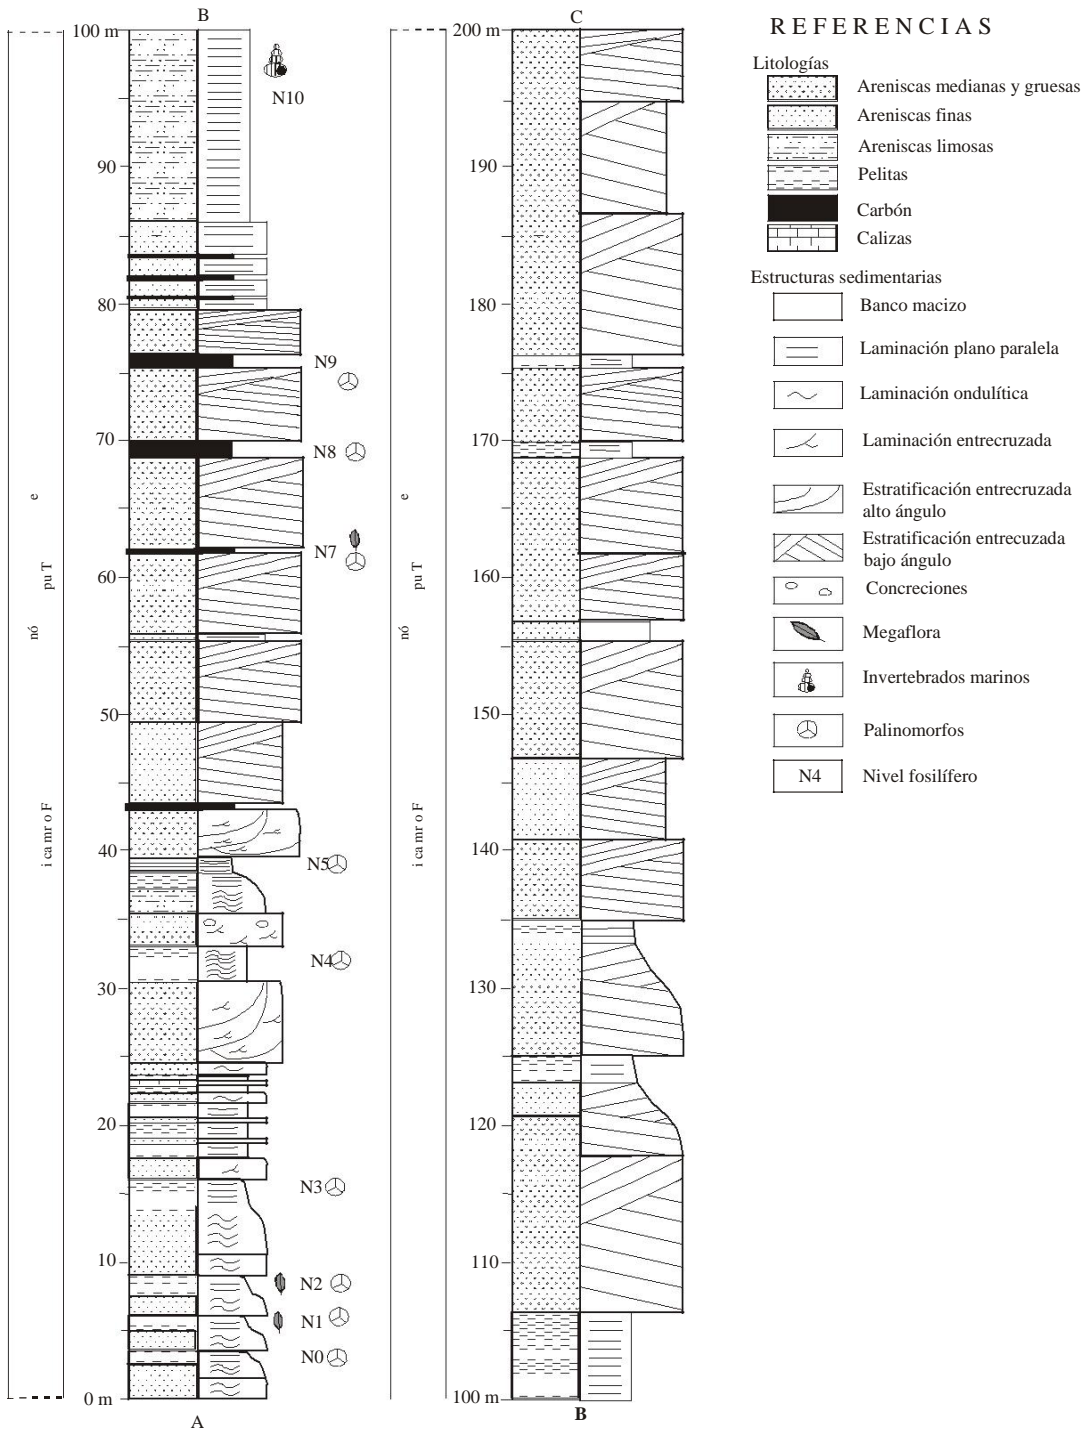 B
100 m
90
80
70
60
50
40
30
20
10
0 m
A
N10
N9
N8
N7
N5
N4
N3
N2
N1
N0
e
pu T
nó
i ca mr o F
C
200 m
190
180
170
160
150
140
130
120
110
100 m
B
e
pu T
nó
i ca mr o F
REFERENCIAS
Litologías
Areniscas medianas y gruesas
Areniscas finas
Areniscas limosas
Pelitas
Carbón
Calizas
Estructuras sedimentarias
Banco macizo
Laminación plano paralela
Laminación ondulítica
Laminación entrecruzada
Estratificación entrecruzada
alto ángulo
Estratificación entrecuzada
bajo ángulo
Concreciones
Megaflora
Invertebrados marinos
Palinomorfos
N4 Nivel fosilífero